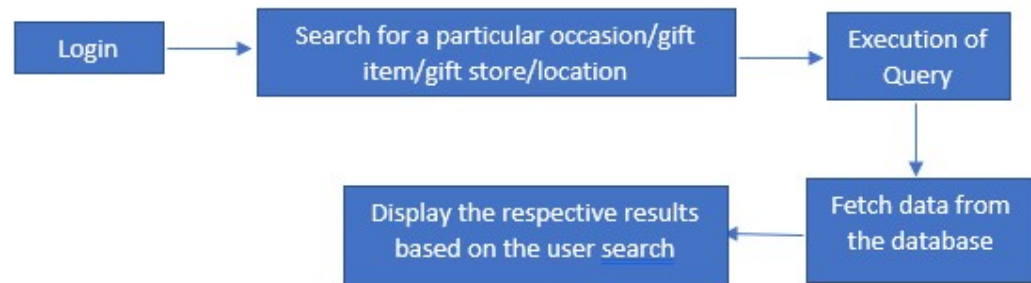 Login
Search for a particular occasion/gift
item/gift store/location
Execution of
Query
Fetch data from
the database
Display the respective results
based on the user search